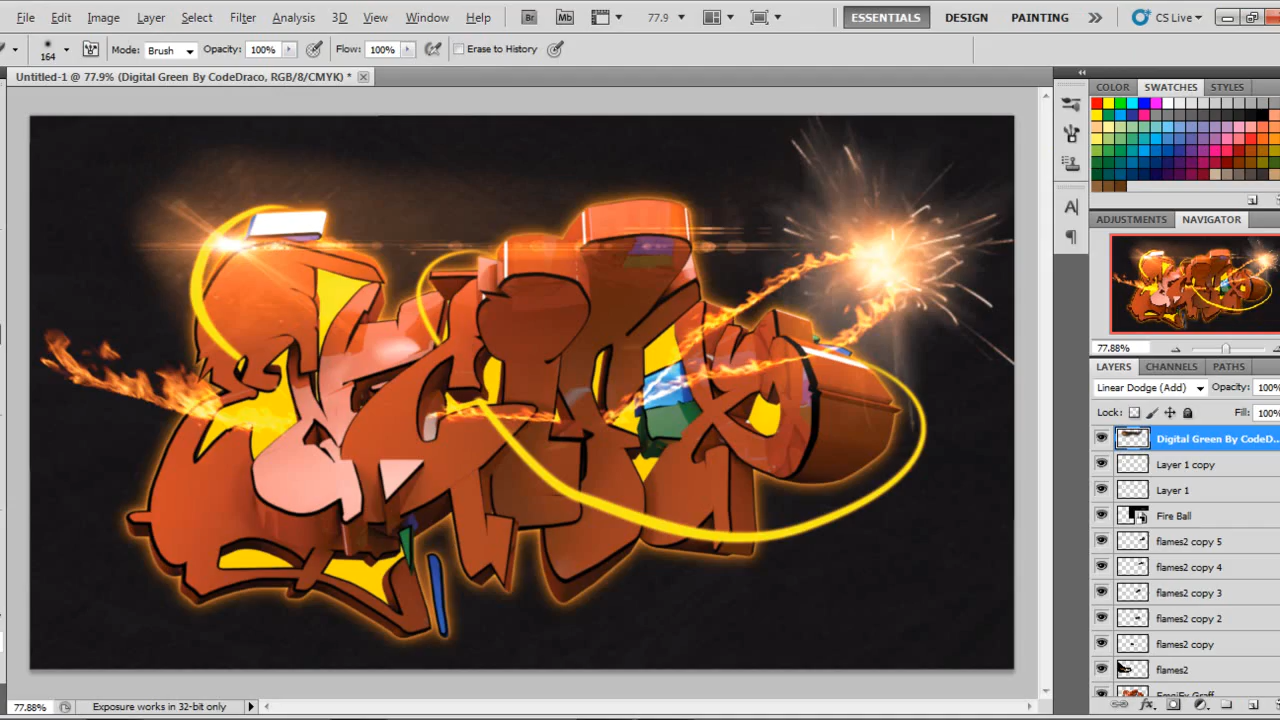 File Edit Image Layer Select Filter Analysis 3D View Window Help Br Mb 77.9 ESSENTIALS DESIGN PAINTING CS Live
164 Mode: Brush Opacity: 100% Flow: 100% Erase to History
Untitled-1 @ 77.9% (Digital Green By CodeDraco, RGB/8/CMYK) *
COLOR SWATCHES STYLES
ADJUSTMENTS NAVIGATOR
77.88%
LAYERS CHANNELS PATHS
Linear Dodge (Add) Opacity: 100%
Lock: Fill: 100%
Digital Green By CodeD...
Layer 1 copy
Layer 1
Fire Ball
flames2 copy 5
flames2 copy 4
flames2 copy 3
flames2 copy 2
flames2 copy
flames2
77.88% Exposure works in 32-bit only